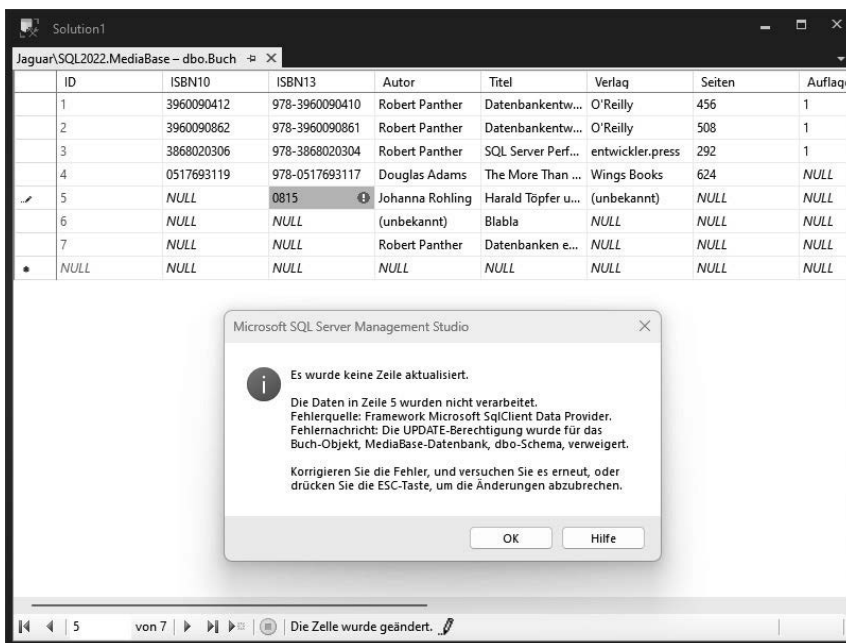 Solution1
Jaguar\SQL2022.MediaBase – dbo.Buch
ID ISBN10 ISBN13 Autor Titel Verlag Seiten Auflag
1 3960090412 978-3960090410 Robert Panther Datenbankentw... O'Reilly 456 1
2 3960090862 978-3960090861 Robert Panther Datenbankentw... O'Reilly 508 1
3 3868020306 978-3868020304 Robert Panther SQL Server Perf... entwickler.press 292 1
4 0517693119 978-0517693117 Douglas Adams The More Than ... Wings Books 624 NULL
5 NULL 0815 Johanna Rohling Harald Töpfer u... (unbekannt) NULL NULL
6 NULL NULL (unbekannt) Blabla NULL NULL NULL
7 NULL NULL Robert Panther Datenbanken e... NULL NULL NULL
NULL NULL NULL NULL NULL NULL NULL NULL
Microsoft SQL Server Management Studio
Es wurde keine Zeile aktualisiert.
Die Daten in Zeile 5 wurden nicht verarbeitet.
Fehlerquelle: Framework Microsoft SqlClient Data Provider.
Fehlernachricht: Die UPDATE-Berechtigung wurde für das
Buch-Objekt, MediaBase-Datenbank, dbo-Schema, verweigert.
Korrigieren Sie die Fehler, und versuchen Sie es erneut, oder
drücken Sie die ESC-Taste, um die Änderungen abzubrechen.
OK Hilfe
5 von 7 Die Zelle wurde geändert.